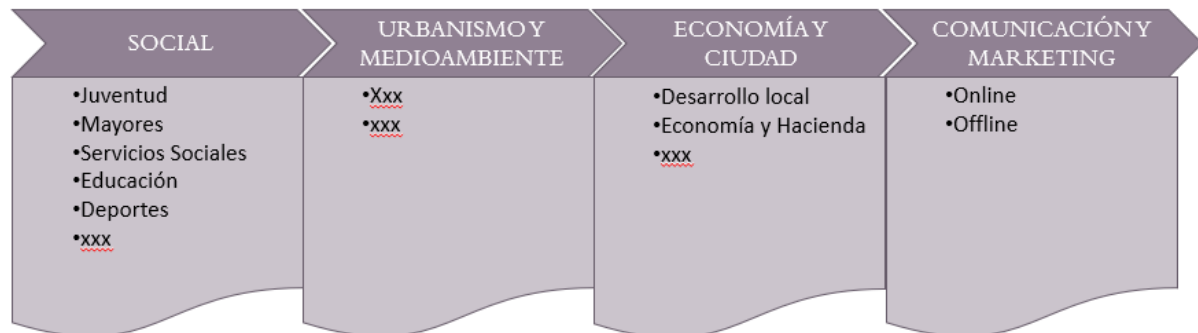 SOCIAL
•Juventud
•Mayores
•Servicios Sociales
•Educación
•Deportes
•xxx
URBANISMO Y
MEDIOAMBIENTE
•Xxx
•xxx
ECONOMÍA Y
CIUDAD
•Desarrollo local
•Economía y Hacienda
•xxx
COMUNICACIÓN Y
MARKETING
•Online
•Offline